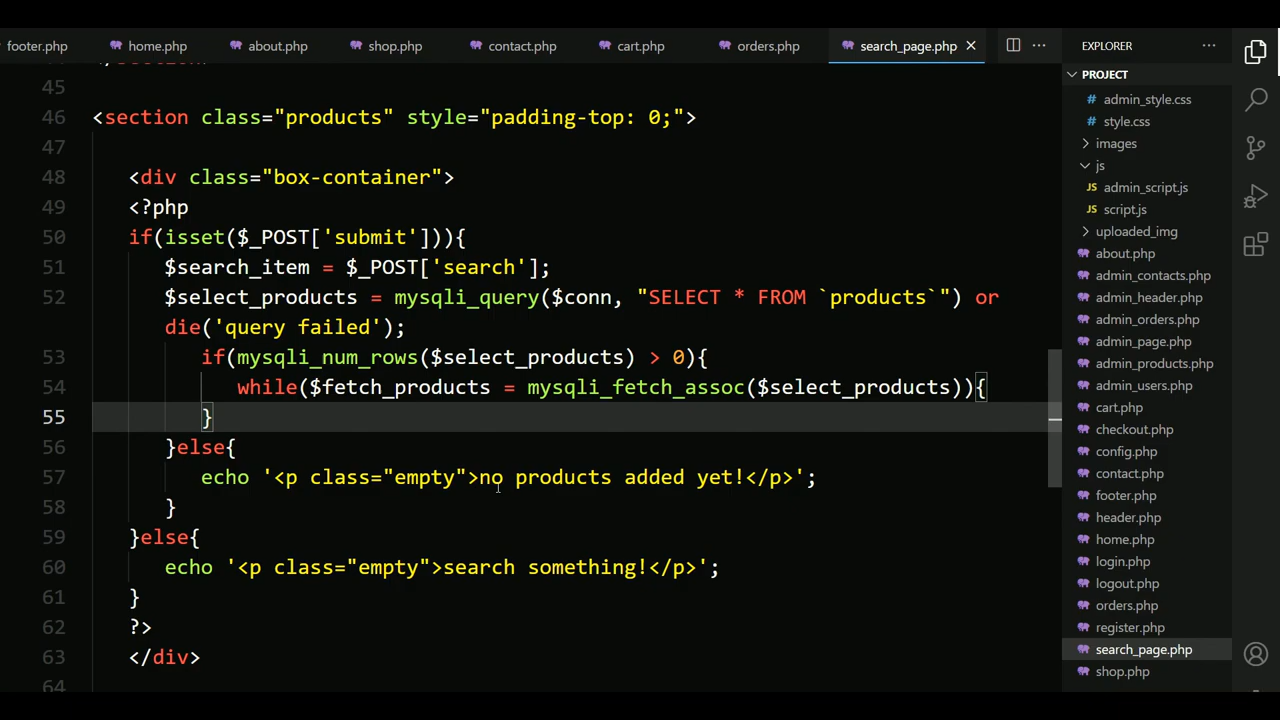 footer.php home.php about.php shop.php contact.php cart.php orders.php search_page.php × ··· EXPLORER ···
PROJECT
45
46 <section class="products" style="padding-top: 0;">
47
48 <div class="box-container">
49 <?php
50 if(isset($_POST['submit'])){
51 $search_item = $_POST['search'];
52 $select_products = mysqli_query($conn, "SELECT * FROM `products`") or
die('query failed');
53 if(mysqli_num_rows($select_products) > 0){
54 while($fetch_products = mysqli_fetch_assoc($select_products)){
55 }
56 }else{
57 echo '<p class="empty">no products added yet!</p>';
58 }
59 }else{
60 echo '<p class="empty">search something!</p>';
61 }
62 ?>
63 </div>
64
# admin_style.css
# style.css
images
js
JS admin_script.js
JS script.js
uploaded_img
about.php
admin_contacts.php
admin_header.php
admin_orders.php
admin_page.php
admin_products.php
admin_users.php
cart.php
checkout.php
config.php
contact.php
footer.php
header.php
home.php
login.php
logout.php
orders.php
register.php
search_page.php
shop.php